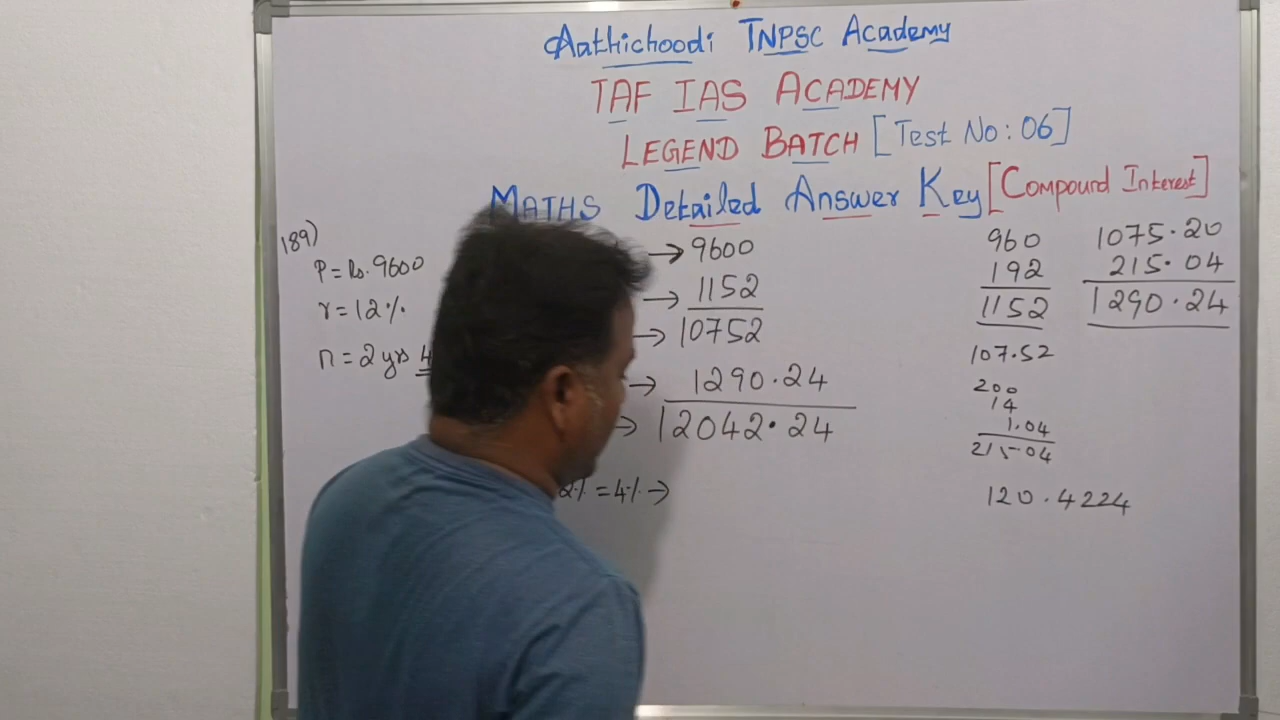 Aathichoodi TNPSC Academy
TAF IAS ACADEMY
LEGEND BATCH [Test No: 06]
MATHS Detailed Answer Key [Compound Interest]
189)
P = Rs. 9600
r = 12%
n = 2 yrs 4
→ 9600
→ 1152
→ 10752
→ 1290.24
→ 12042.24
2% = 4% →
960
192
1152
107.52
200
14
1.04
215.04
120.4224
1075.20
215.04
1290.24